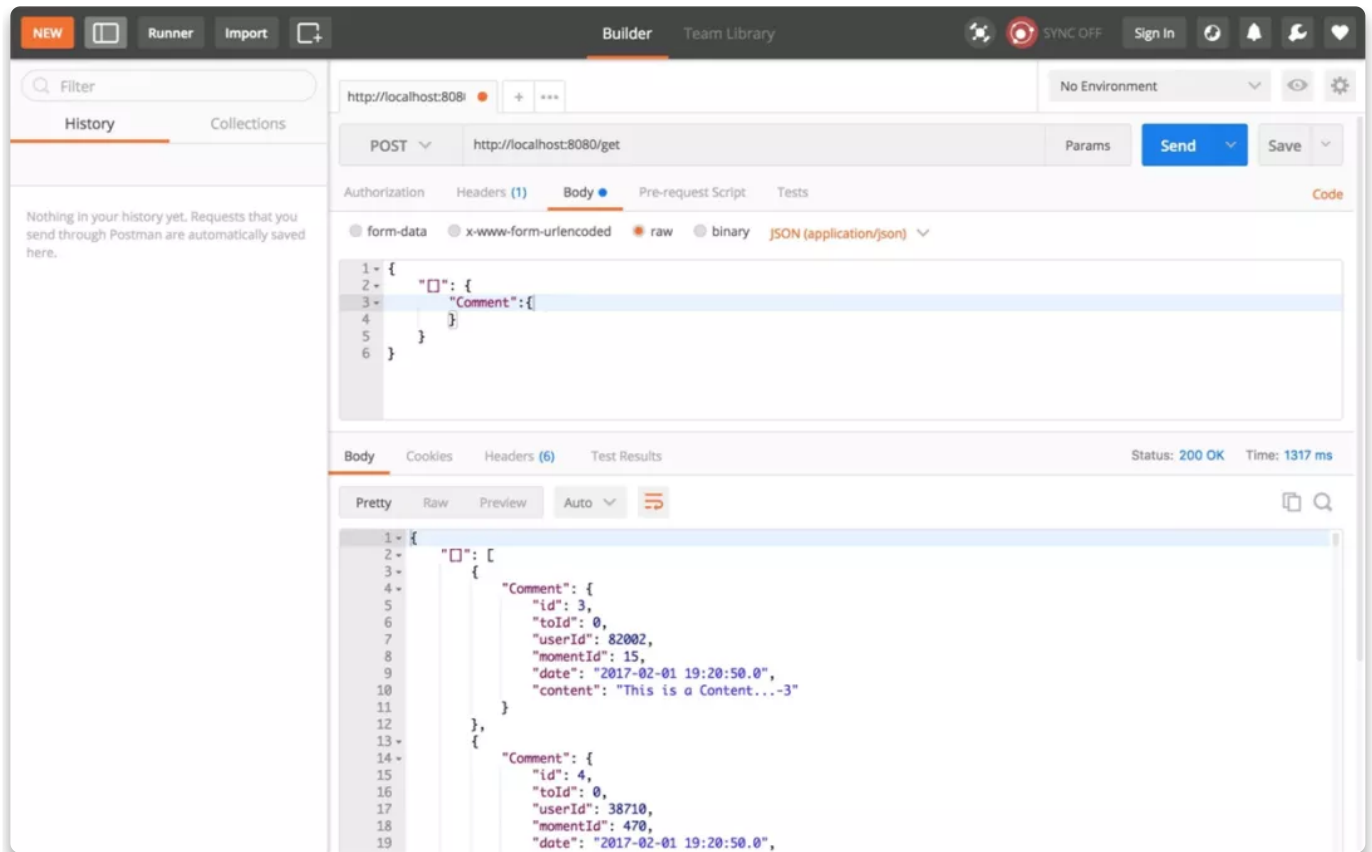 NEW Runner Import Builder Team Library SYNC OFF Sign In
Filter
History Collections
Nothing in your history yet. Requests that you
send through Postman are automatically saved
here.
http://localhost:808 + ••• No Environment
POST http://localhost:8080/get Params Send Save
Authorization Headers (1) Body Pre-request Script Tests Code
form-data x-www-form-urlencoded raw binary JSON (application/json)
1 {
2 "[]": {
3 "Comment":{
4 }
5 }
6 }
Body Cookies Headers (6) Test Results Status: 200 OK Time: 1317 ms
Pretty Raw Preview Auto
1 {
2 "[]": [
3 {
4 "Comment": {
5 "id": 3,
6 "toId": 0,
7 "userId": 82002,
8 "momentId": 15,
9 "date": "2017-02-01 19:20:50.0",
10 "content": "This is a Content...-3"
11 }
12 },
13 {
14 "Comment": {
15 "id": 4,
16 "toId": 0,
17 "userId": 38710,
18 "momentId": 470,
19 "date": "2017-02-01 19:20:50.0",